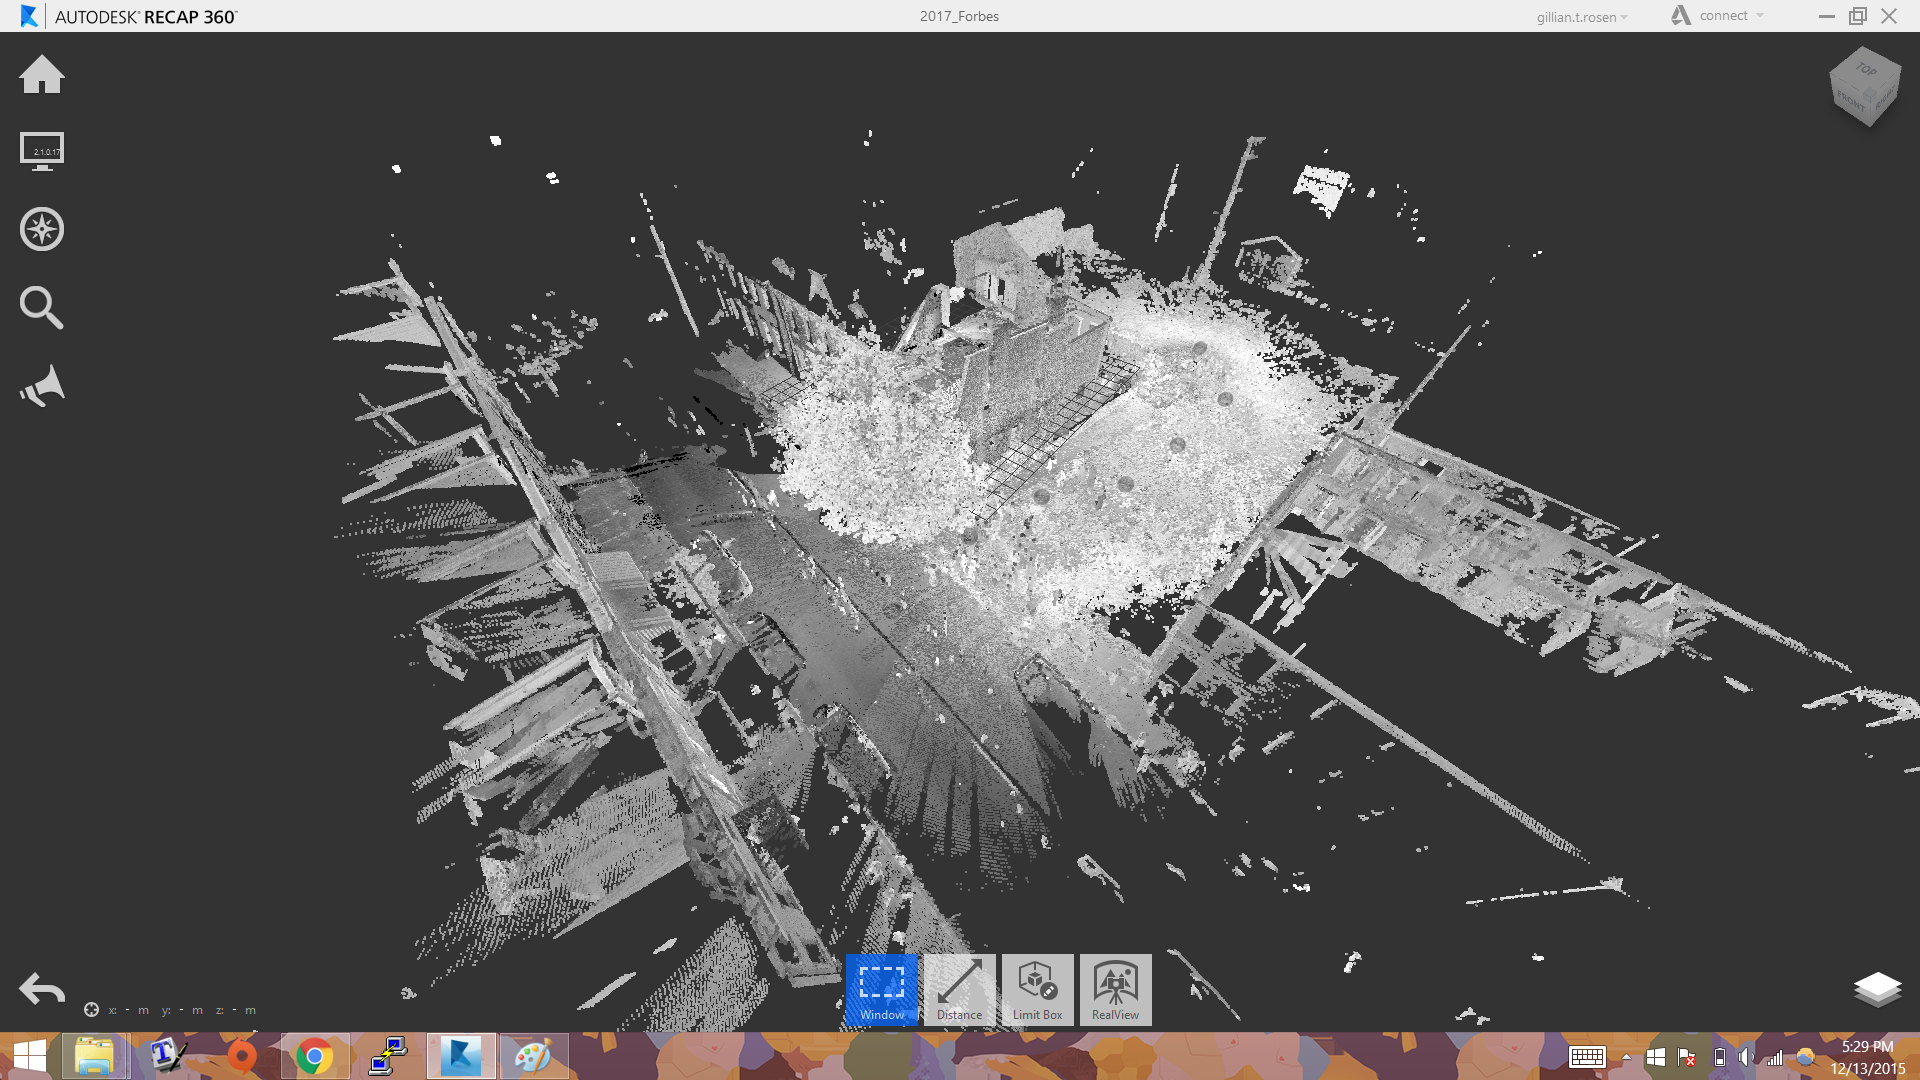 AUTODESK® RECAP 360™
2017_Forbes
gillian.t.rosen
connect
TOP
FRONT
RIGHT
2.1.0.17
x: - m y: - m z: - m
Window
Distance
Limit Box
RealView
5:29 PM
12/13/2015